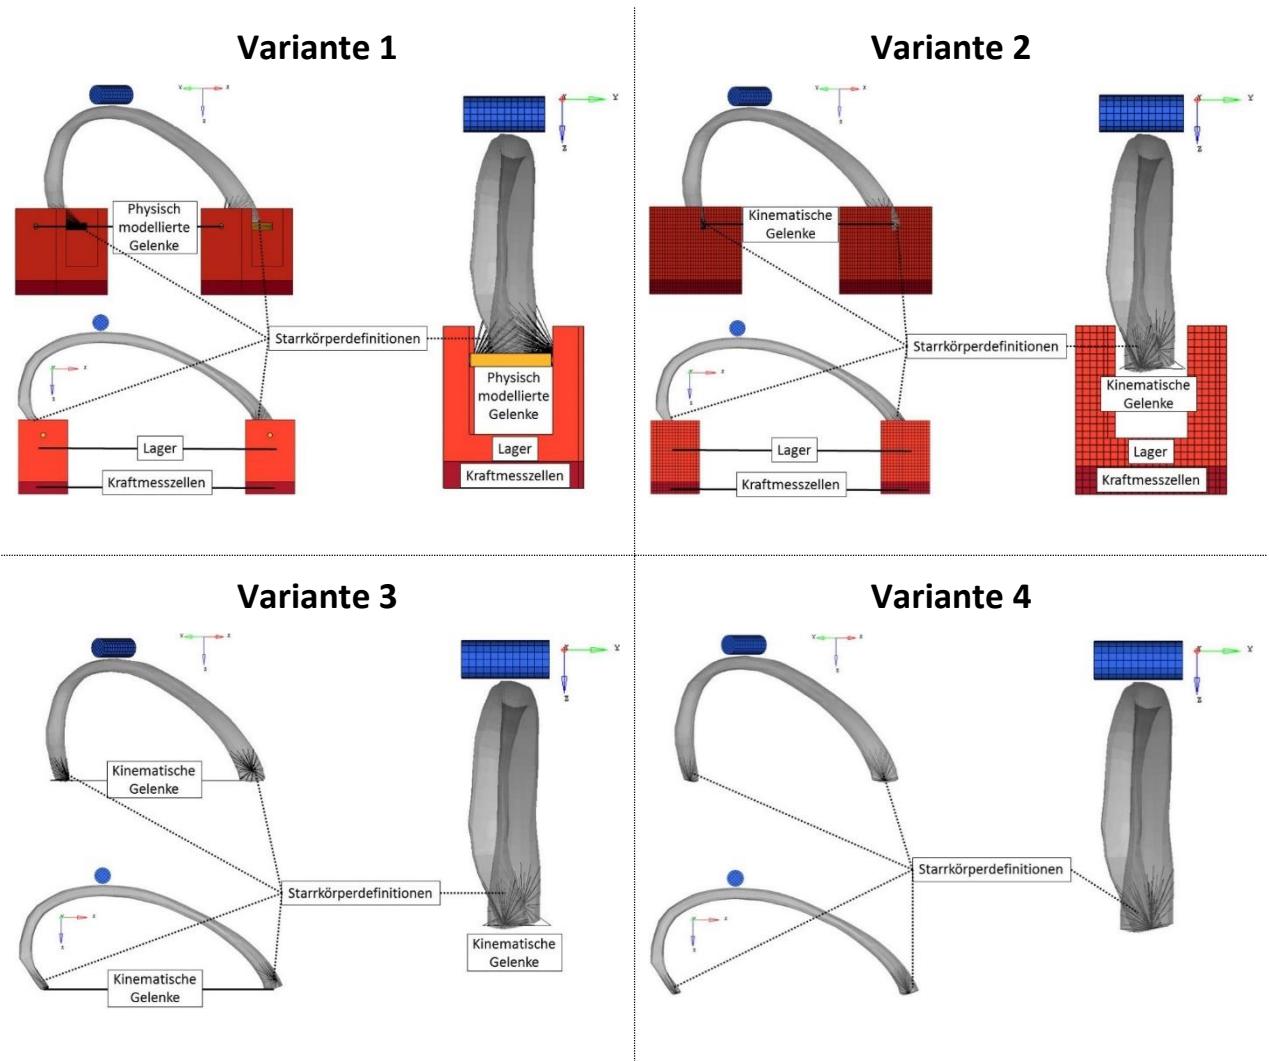 Variante 1
Physisch
modellierte
Gelenke
Starrkörperdefinitionen
Physisch
modellierte
Gelenke
Lager
Kraftmesszellen
Lager
Kraftmesszellen
Variante 2
Kinematische
Gelenke
Starrkörperdefinitionen
Kinematische
Gelenke
Lager
Kraftmesszellen
Lager
Kraftmesszellen
Variante 3
Kinematische
Gelenke
Starrkörperdefinitionen
Kinematische
Gelenke
Kinematische
Gelenke
Variante 4
Starrkörperdefinitionen